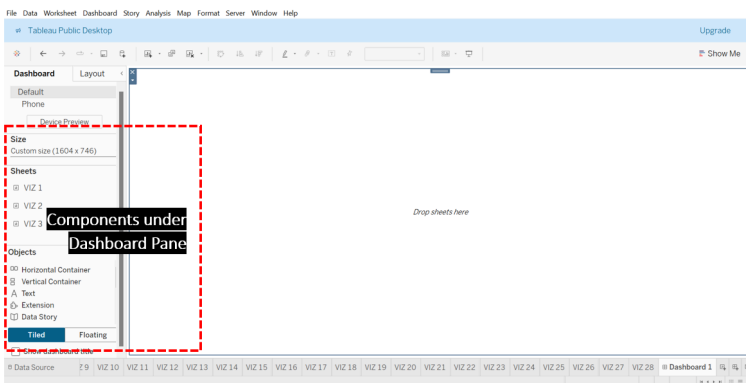 File Data Worksheet Dashboard Story Analysis Map Format Server Window Help
Tableau Public Desktop Upgrade
Show Me
Dashboard Layout
Default
Phone
Device Preview
Size
Custom size (1604 x 746)
Sheets
VIZ 1
VIZ 2
VIZ 3
Components under
Dashboard Pane
Drop sheets here
Objects
Horizontal Container
Vertical Container
A Text
Extension
Data Story
Tiled Floating
Show dashboard title
Data Source Z 9 VIZ 10 VIZ 11 VIZ 12 VIZ 13 VIZ 14 VIZ 15 VIZ 16 VIZ 17 VIZ 18 VIZ 19 VIZ 20 VIZ 21 VIZ 22 VIZ 23 VIZ 24 VIZ 25 VIZ 26 VIZ 27 VIZ 28 Dashboard 1